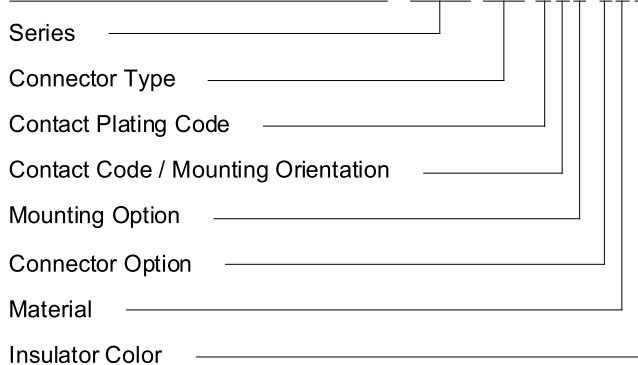 Series
Connector Type
Contact Plating Code
Contact Code / Mounting Orientation
Mounting Option
Connector Option
Material
Insulator Color